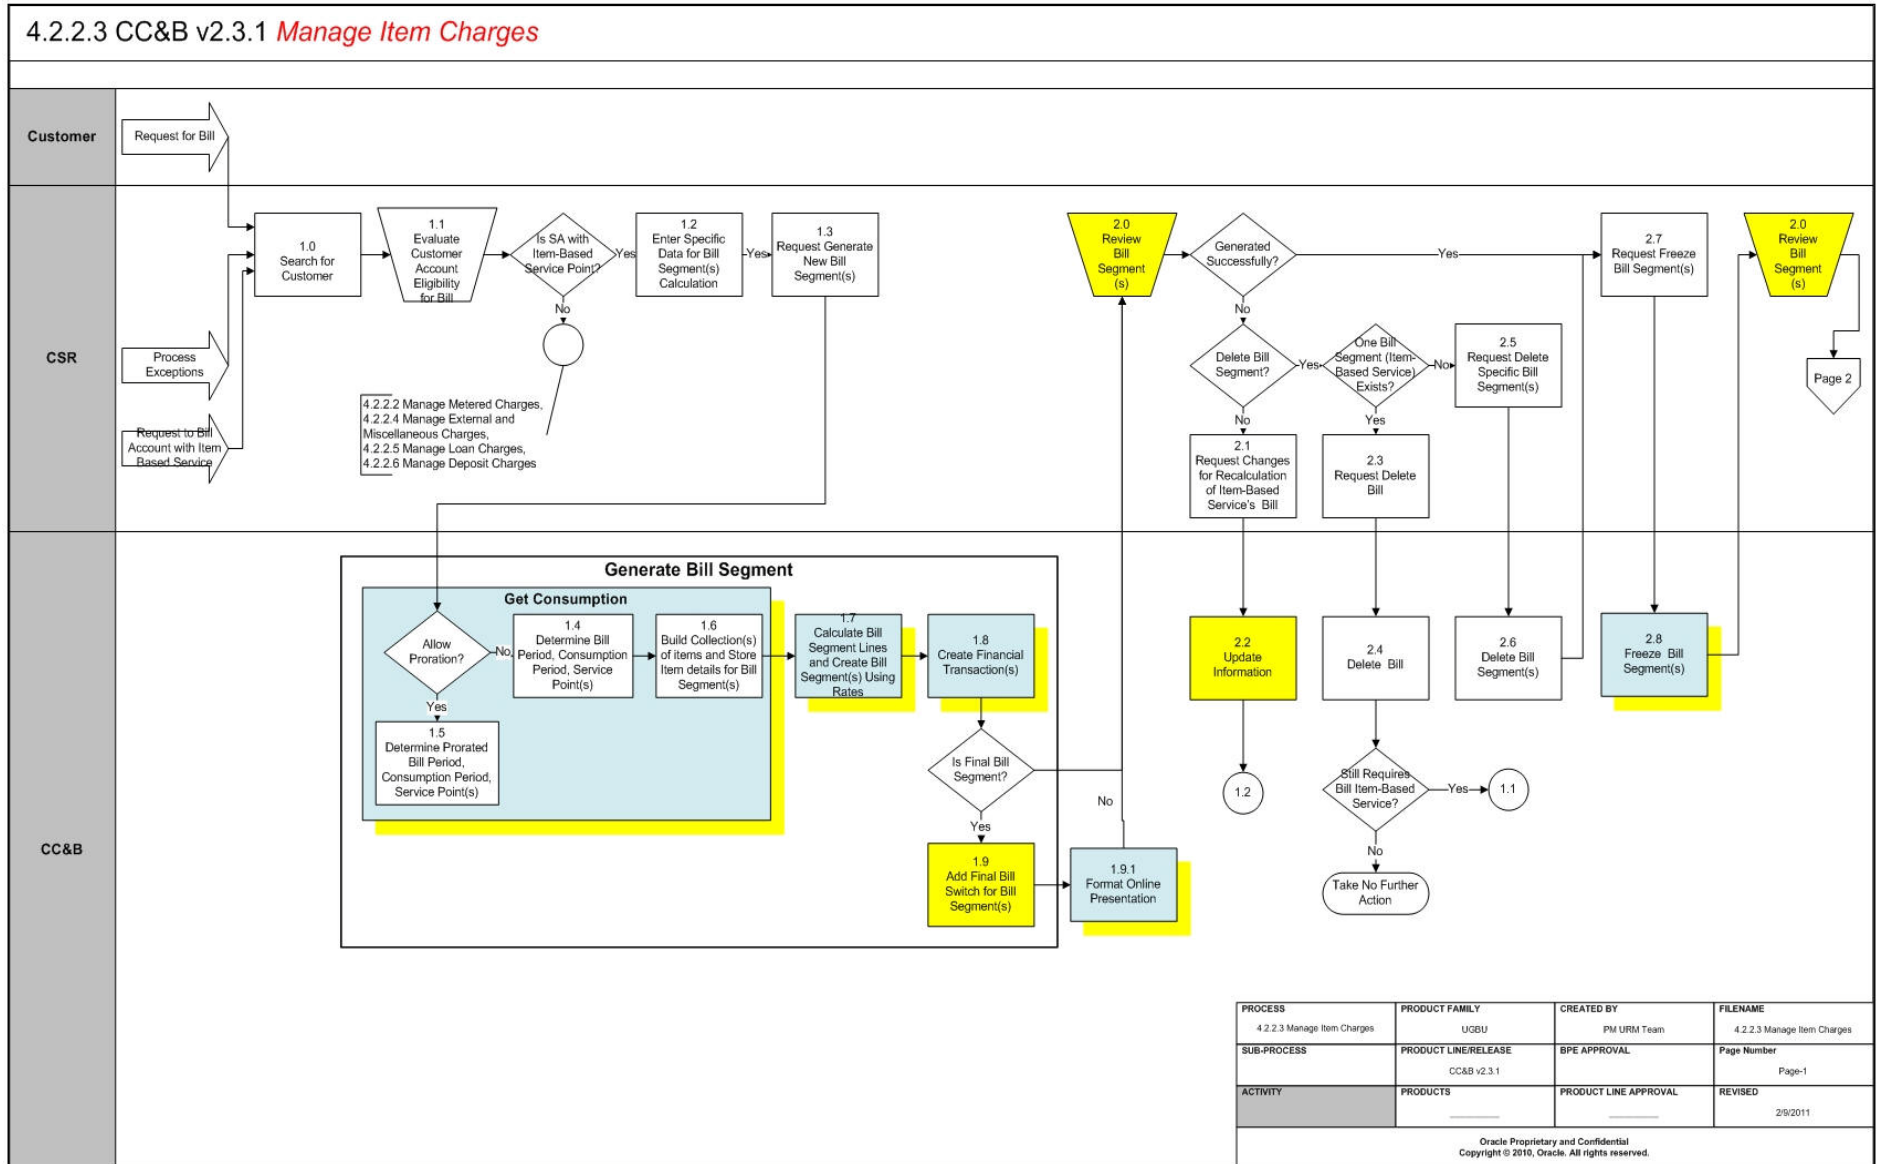 4.2.2.3 CC&B v2.3.1 Manage Item Charges
Customer
Request for Bill
CSR
Process
Exceptions
Request to Bill
Account with Item
Based Service
1.0
Search for
Customer
1.1
Evaluate
Customer
Account
Eligibility
for Bill
Is SA with
Item-Based
Service Point?
Yes
No
1.2
Enter Specific
Data for Bill
Segment(s)
Calculation
Yes
1.3
Request Generate
New Bill
Segment(s)
4.2.2.2 Manage Metered Charges,
4.2.2.4 Manage External and
Miscellaneous Charges,
4.2.2.5 Manage Loan Charges,
4.2.2.6 Manage Deposit Charges
2.0
Review
Bill
Segment
(s)
Generated
Successfully?
Yes
No
Delete Bill
Segment?
Yes
No
One Bill
Segment (Item-
Based Service)
Exists?
No
Yes
2.5
Request Delete
Specific Bill
Segment(s)
2.1
Request Changes
for Recalculation
of Item-Based
Service's Bill
2.3
Request Delete
Bill
2.7
Request Freeze
Bill Segment(s)
2.0
Review
Bill
Segment
(s)
Page 2
CC&B
Generate Bill Segment
Get Consumption
Allow
Proration?
No
Yes
1.4
Determine Bill
Period, Consumption
Period, Service
Point(s)
1.5
Determine Prorated
Bill Period,
Consumption Period,
Service Point(s)
1.6
Build Collection(s)
of items and Store
Item details for Bill
Segment(s)
1.7
Calculate Bill
Segment Lines
and Create Bill
Segment(s) Using
Rates
1.8
Create Financial
Transaction(s)
Is Final Bill
Segment?
No
Yes
1.9
Add Final Bill
Switch for Bill
Segment(s)
1.9.1
Format Online
Presentation
2.2
Update
Information
1.2
2.4
Delete Bill
Still Requires
Bill Item-Based
Service?
Yes
1.1
No
Take No Further
Action
2.6
Delete Bill
Segment(s)
2.8
Freeze Bill
Segment(s)
PROCESS
4.2.2.3 Manage Item Charges
PRODUCT FAMILY
UGBU
CREATED BY
PM URM Team
FILENAME
4.2.2.3 Manage Item Charges
SUB-PROCESS
PRODUCT LINE/RELEASE
CC&B v2.3.1
BPE APPROVAL
Page Number
Page-1
ACTIVITY
PRODUCTS
PRODUCT LINE APPROVAL
REVISED
2/9/2011
Oracle Proprietary and Confidential
Copyright © 2010, Oracle. All rights reserved.